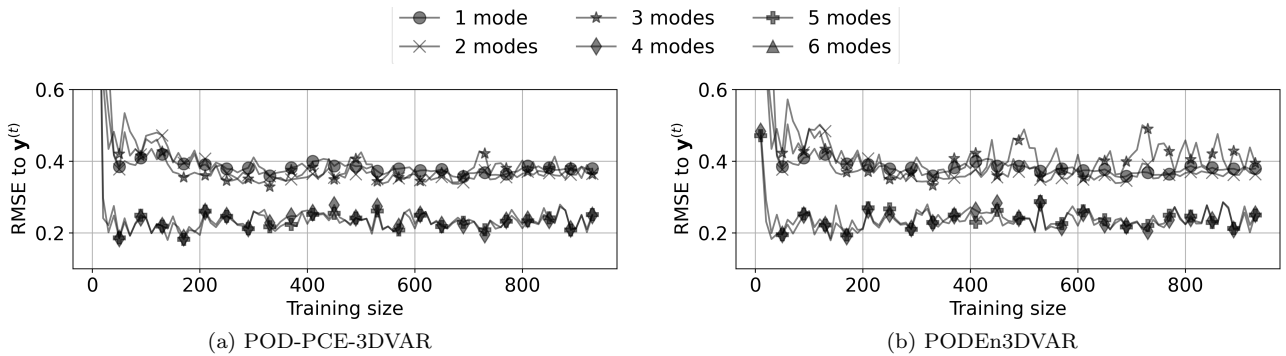 1 mode 3 modes 5 modes
2 modes 4 modes 6 modes
RMSE to y^(t)
0.6
0.4
0.2
0 200 400 600 800
Training size
(a) POD-PCE-3DVAR
RMSE to y^(t)
0.6
0.4
0.2
0 200 400 600 800
Training size
(b) PODEn3DVAR